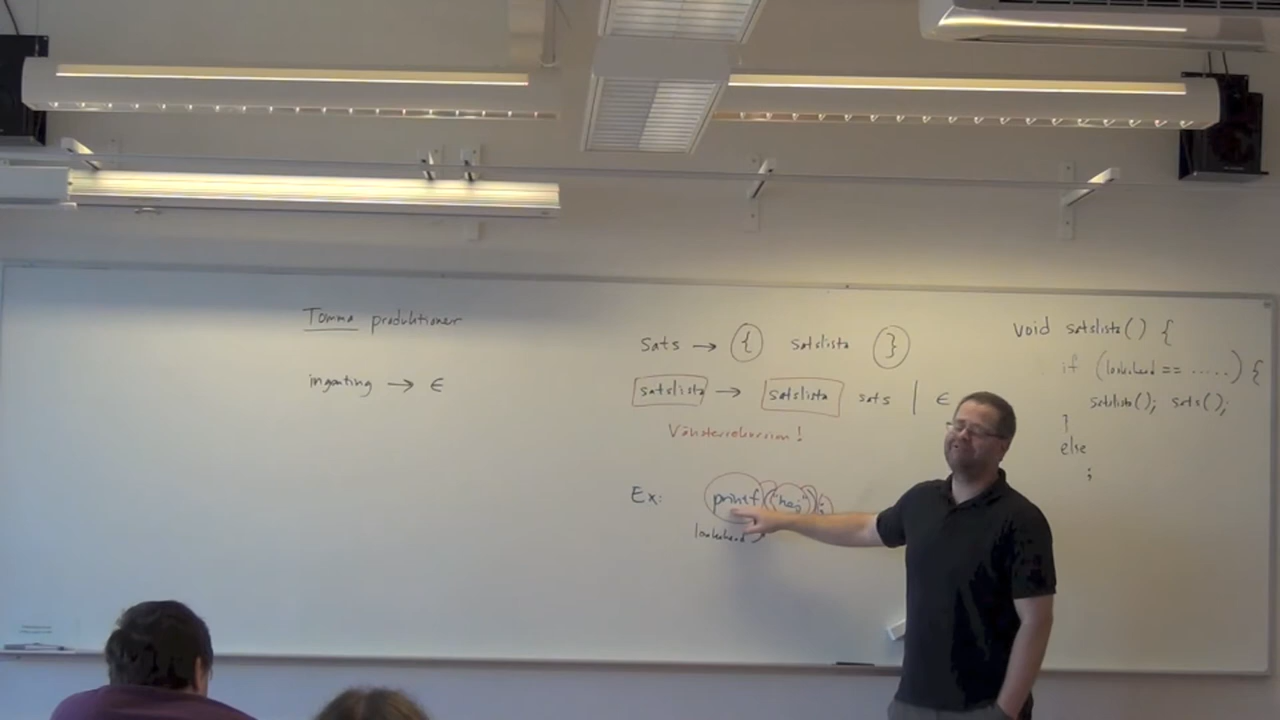 Tomma produktioner
ingenting → ∈
sats → { satslista }
satslista → satslista sats | ∈
Vänsterrekursion!
Ex: printf("hej");
lookahead
void satslista() {
if (lookahead == .....) {
satslista(); sats();
}
else
;